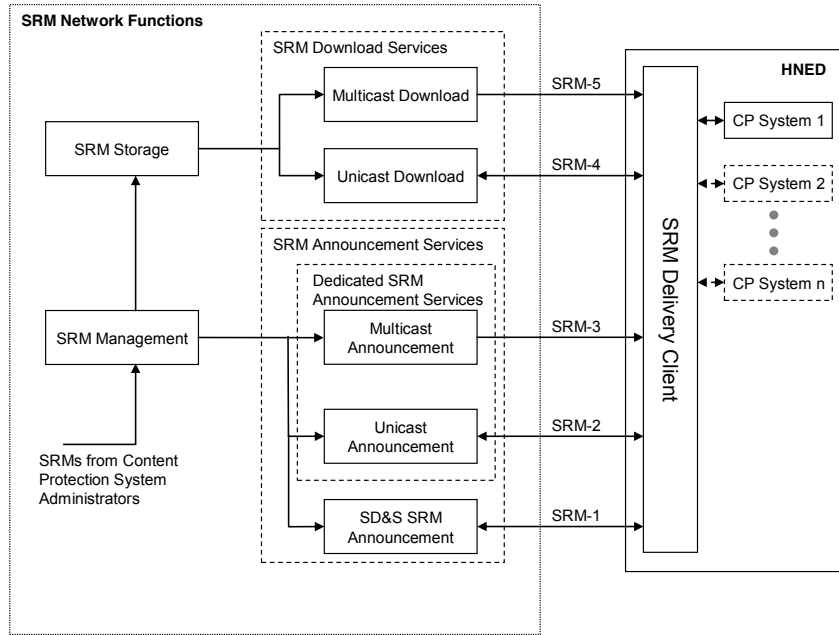 SRM Network Functions
SRM Download Services
Multicast Download
Unicast Download
SRM Storage
SRM Management
SRMs from Content
Protection System
Administrators
SRM Announcement Services
Dedicated SRM
Announcement Services
Multicast
Announcement
Unicast
Announcement
SD&S SRM
Announcement
SRM-5
SRM-4
SRM-3
SRM-2
SRM-1
HNED
SRM Delivery Client
CP System 1
CP System 2
CP System n